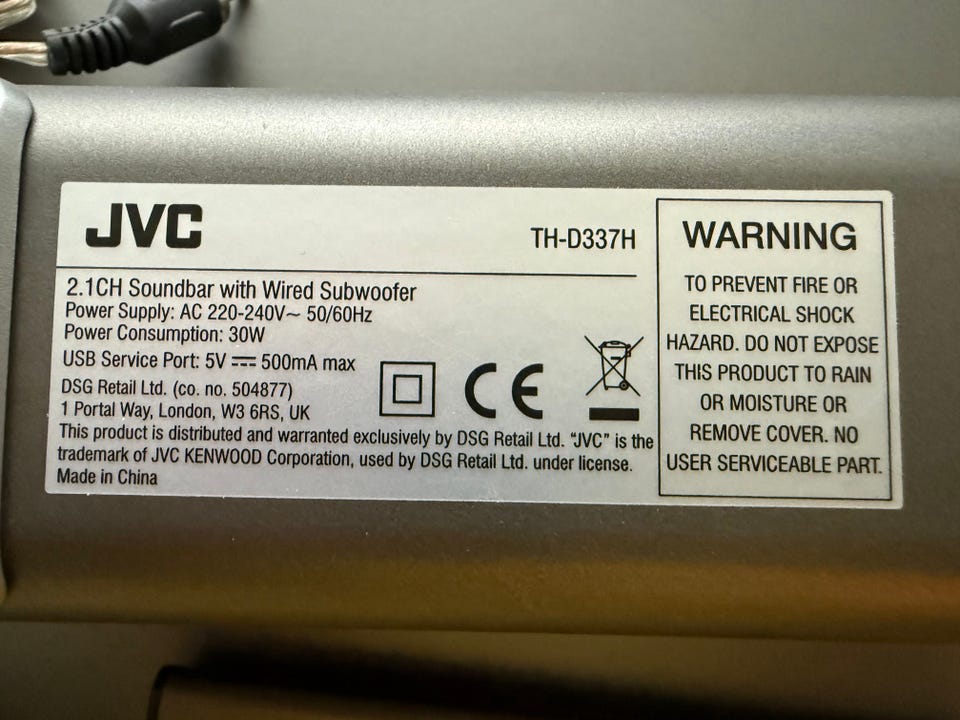 JVC
TH-D337H
2.1CH Soundbar with Wired Subwoofer
Power Supply: AC 220-240V~ 50/60Hz
Power Consumption: 30W
USB Service Port: 5V ⎓ 500mA max
DSG Retail Ltd. (co. no. 504877)
1 Portal Way, London, W3 6RS, UK
This product is distributed and warranted exclusively by DSG Retail Ltd. “JVC” is the
trademark of JVC KENWOOD Corporation, used by DSG Retail Ltd. under license.
Made in China
CE
WARNING
TO PREVENT FIRE OR
ELECTRICAL SHOCK
HAZARD. DO NOT EXPOSE
THIS PRODUCT TO RAIN
OR MOISTURE OR
REMOVE COVER. NO
USER SERVICEABLE PART.